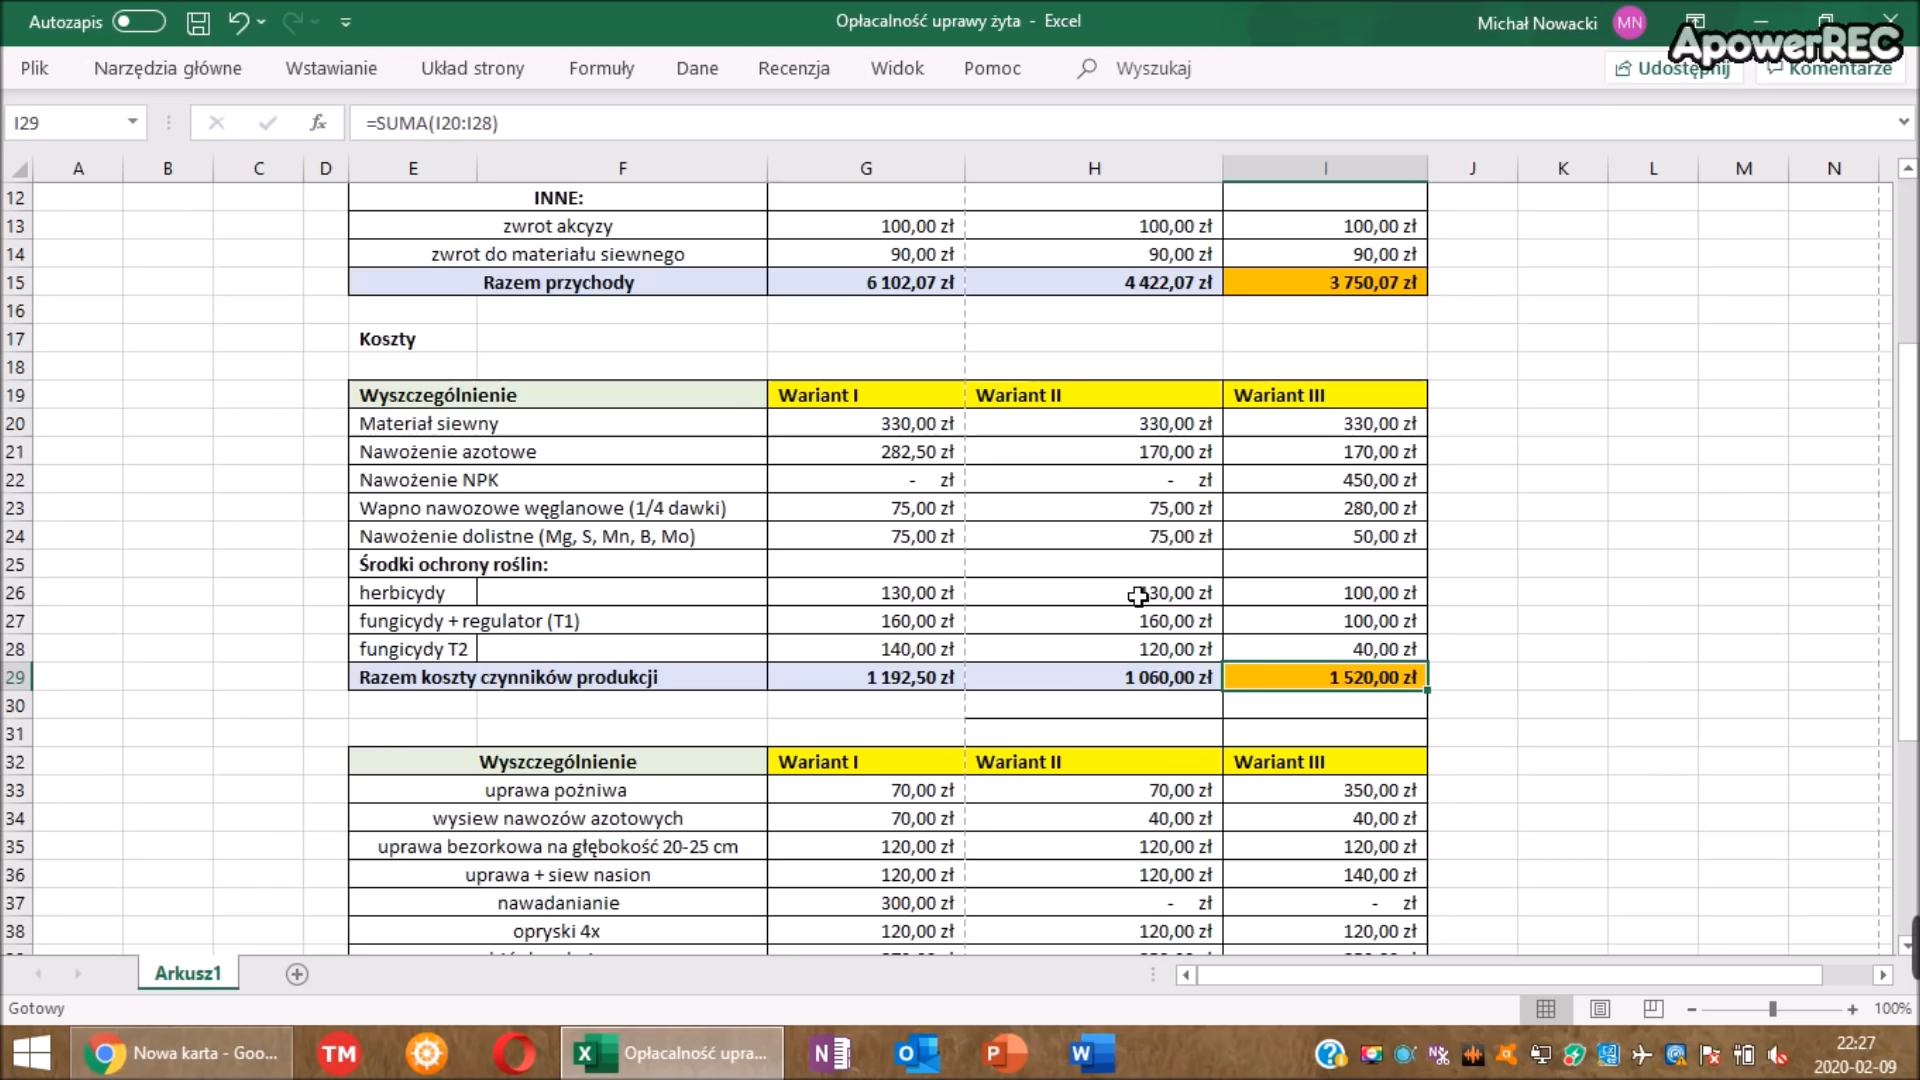 Autozapis
Opłacalność uprawy żyta - Excel
Michał Nowacki MN
ApowerREC
Plik Narzędzia główne Wstawianie Układ strony Formuły Dane Recenzja Widok Pomoc Wyszukaj Udostępnij Komentarze
I29 fx =SUMA(I20:I28)
A B C D E F G H I J K L M N
12 INNE:
13 zwrot akcyzy 100,00 zł 100,00 zł 100,00 zł
14 zwrot do materiału siewnego 90,00 zł 90,00 zł 90,00 zł
15 Razem przychody 6 102,07 zł 4 422,07 zł 3 750,07 zł
16
17 Koszty
18
19 Wyszczególnienie Wariant I Wariant II Wariant III
20 Materiał siewny 330,00 zł 330,00 zł 330,00 zł
21 Nawożenie azotowe 282,50 zł 170,00 zł 170,00 zł
22 Nawożenie NPK - zł - zł 450,00 zł
23 Wapno nawozowe węglanowe (1/4 dawki) 75,00 zł 75,00 zł 280,00 zł
24 Nawożenie dolistne (Mg, S, Mn, B, Mo) 75,00 zł 75,00 zł 50,00 zł
25 Środki ochrony roślin:
26 herbicydy 130,00 zł 30,00 zł 100,00 zł
27 fungicydy + regulator (T1) 160,00 zł 160,00 zł 100,00 zł
28 fungicydy T2 140,00 zł 120,00 zł 40,00 zł
29 Razem koszty czynników produkcji 1 192,50 zł 1 060,00 zł 1 520,00 zł
30
31
32 Wyszczególnienie Wariant I Wariant II Wariant III
33 uprawa pożniwa 70,00 zł 70,00 zł 350,00 zł
34 wysiew nawozów azotowych 70,00 zł 40,00 zł 40,00 zł
35 uprawa bezorkowa na głębokość 20-25 cm 120,00 zł 120,00 zł 120,00 zł
36 uprawa + siew nasion 120,00 zł 120,00 zł 140,00 zł
37 nawadanianie 300,00 zł - zł - zł
38 opryski 4x 120,00 zł 120,00 zł 120,00 zł
Arkusz1
Gotowy 100%
Nowa karta - Goo... TM Opłacalność upra... N O P W
22:27
2020-02-09